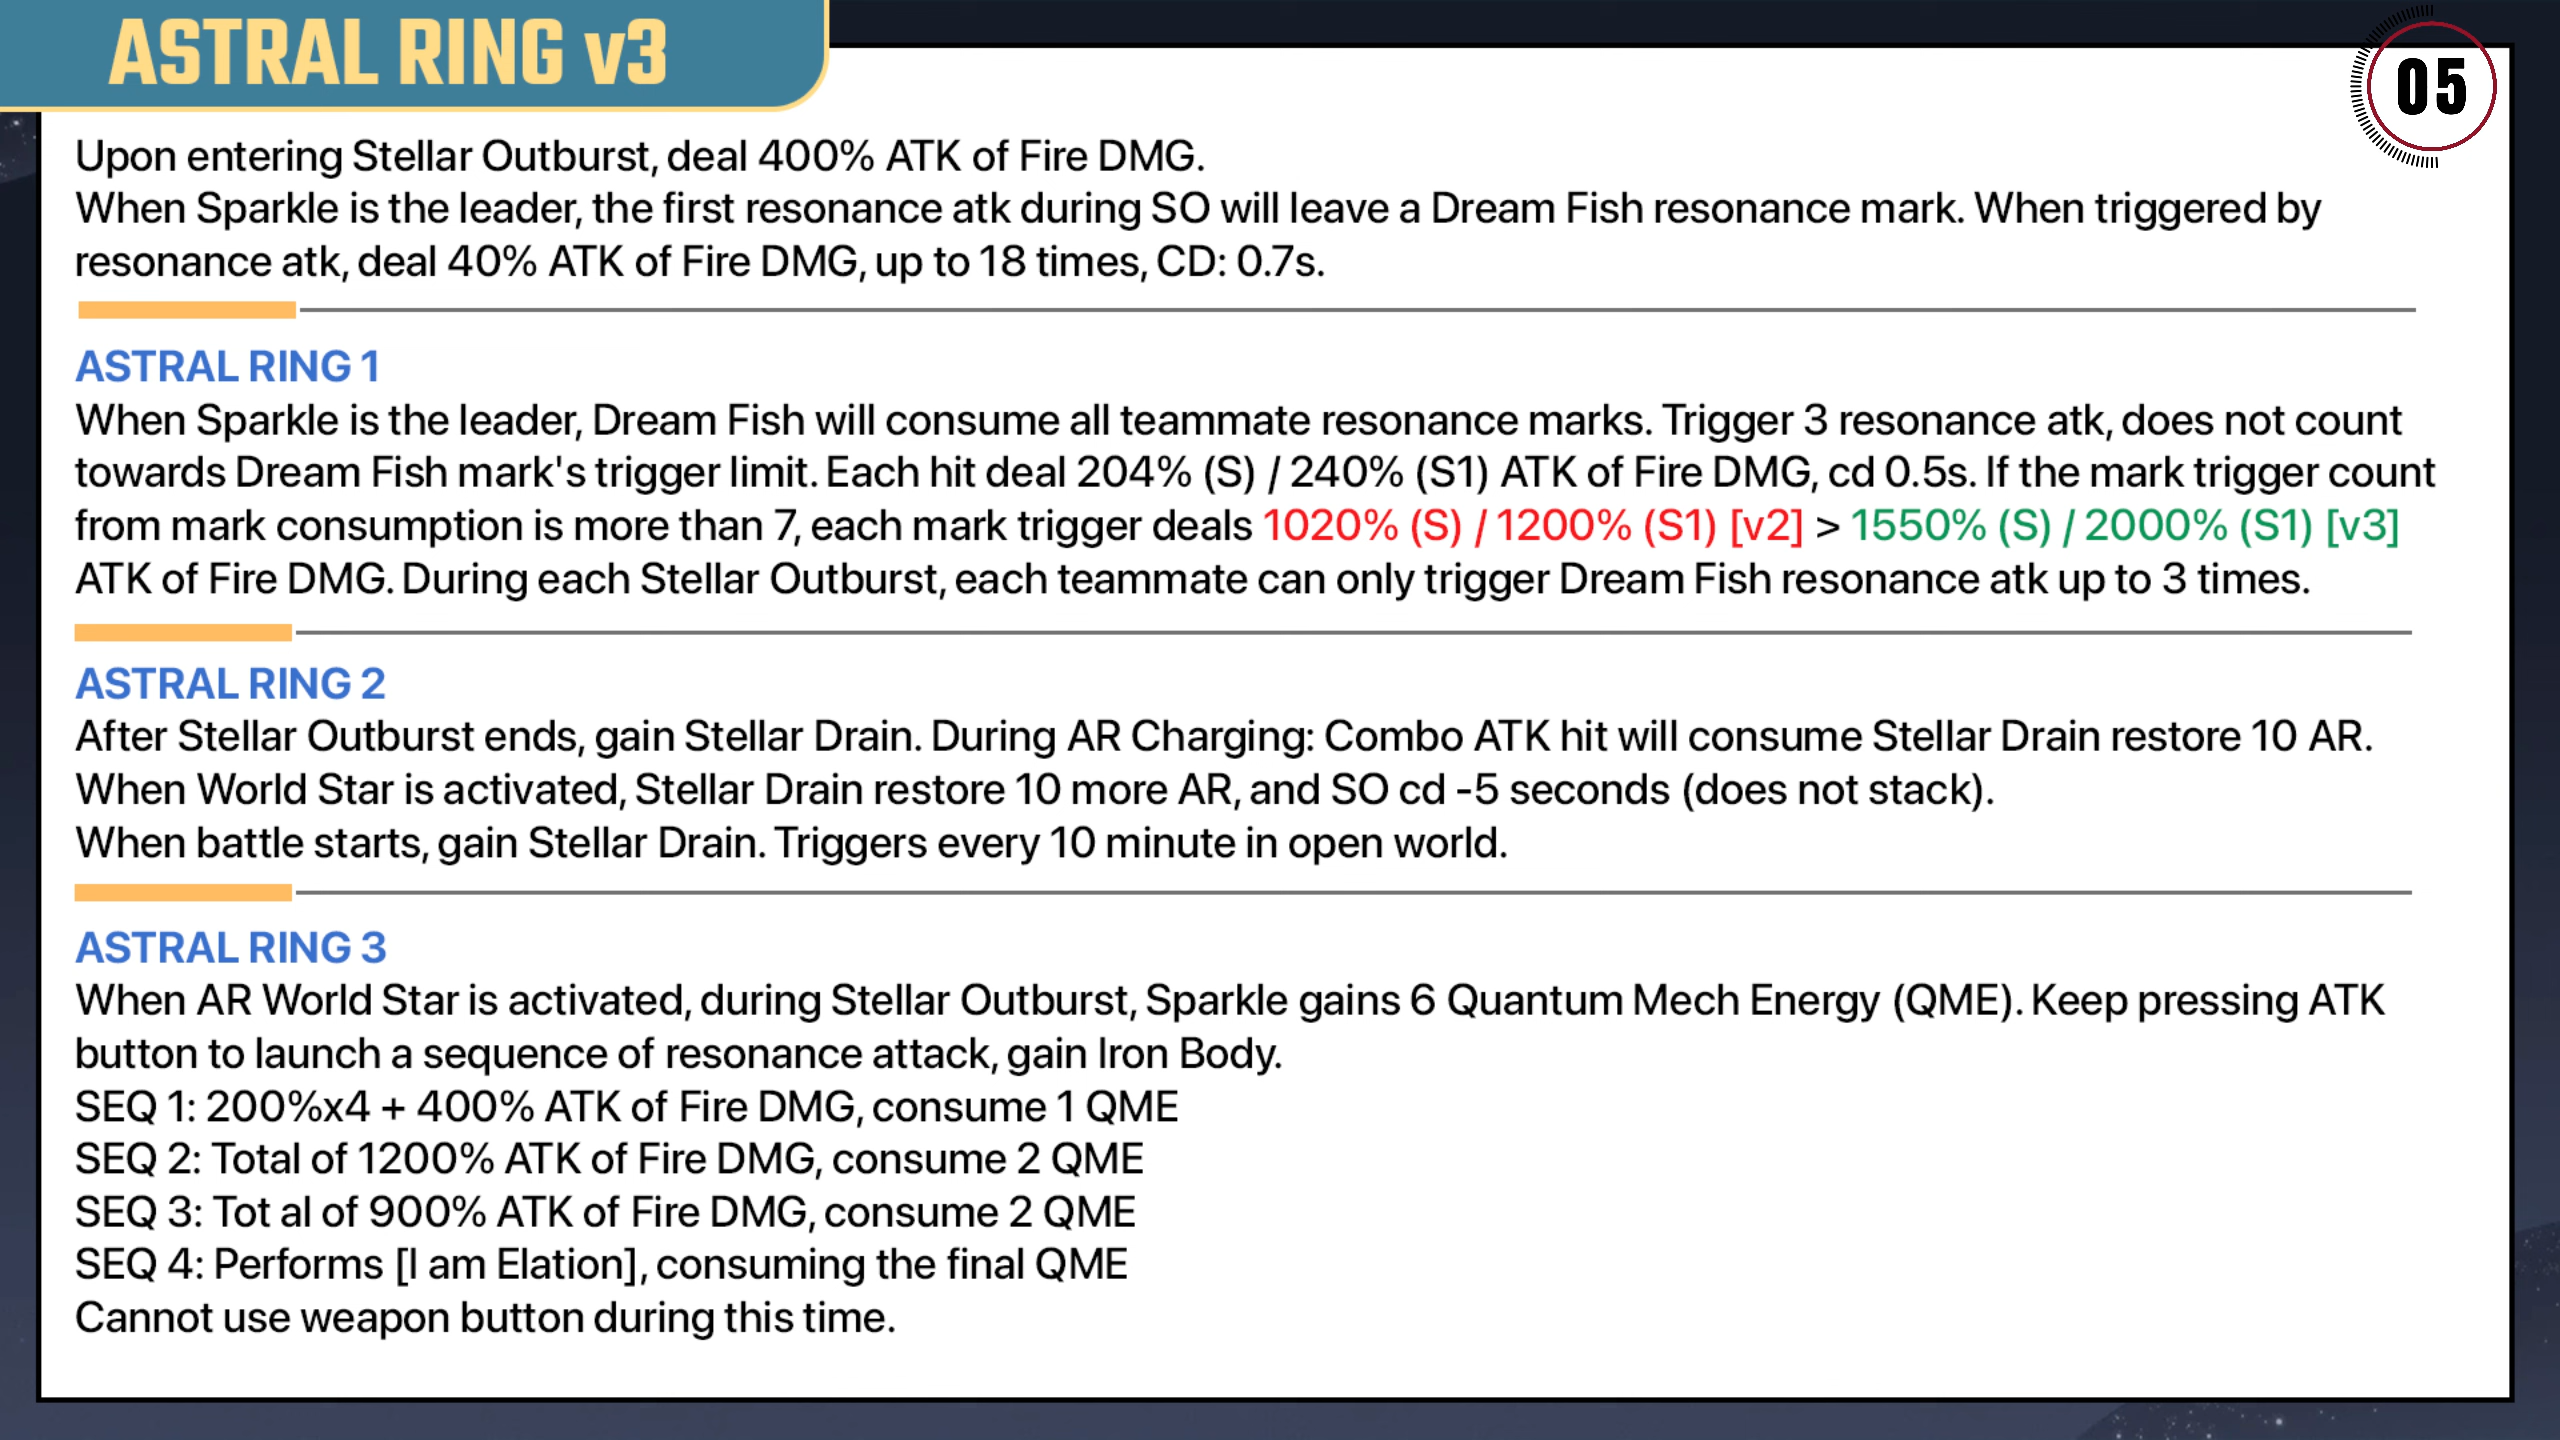 ASTRAL RING v3
05
Upon entering Stellar Outburst, deal 400% ATK of Fire DMG.
When Sparkle is the leader, the first resonance atk during SO will leave a Dream Fish resonance mark. When triggered by
resonance atk, deal 40% ATK of Fire DMG, up to 18 times, CD: 0.7s.
ASTRAL RING 1
When Sparkle is the leader, Dream Fish will consume all teammate resonance marks. Trigger 3 resonance atk, does not count
towards Dream Fish mark's trigger limit. Each hit deal 204% (S) / 240% (S1) ATK of Fire DMG, cd 0.5s. If the mark trigger count
from mark consumption is more than 7, each mark trigger deals 1020% (S) / 1200% (S1) [v2] > 1550% (S) / 2000% (S1) [v3]
ATK of Fire DMG. During each Stellar Outburst, each teammate can only trigger Dream Fish resonance atk up to 3 times.
ASTRAL RING 2
After Stellar Outburst ends, gain Stellar Drain. During AR Charging: Combo ATK hit will consume Stellar Drain restore 10 AR.
When World Star is activated, Stellar Drain restore 10 more AR, and SO cd -5 seconds (does not stack).
When battle starts, gain Stellar Drain. Triggers every 10 minute in open world.
ASTRAL RING 3
When AR World Star is activated, during Stellar Outburst, Sparkle gains 6 Quantum Mech Energy (QME). Keep pressing ATK
button to launch a sequence of resonance attack, gain Iron Body.
SEQ 1: 200%x4 + 400% ATK of Fire DMG, consume 1 QME
SEQ 2: Total of 1200% ATK of Fire DMG, consume 2 QME
SEQ 3: Tot al of 900% ATK of Fire DMG, consume 2 QME
SEQ 4: Performs [I am Elation], consuming the final QME
Cannot use weapon button during this time.